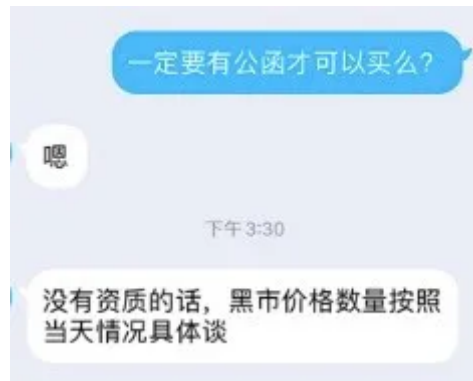 一定要有公函才可以买么？
嗯
下午3:30
没有资质的话，黑市价格数量按照
当天情况具体谈